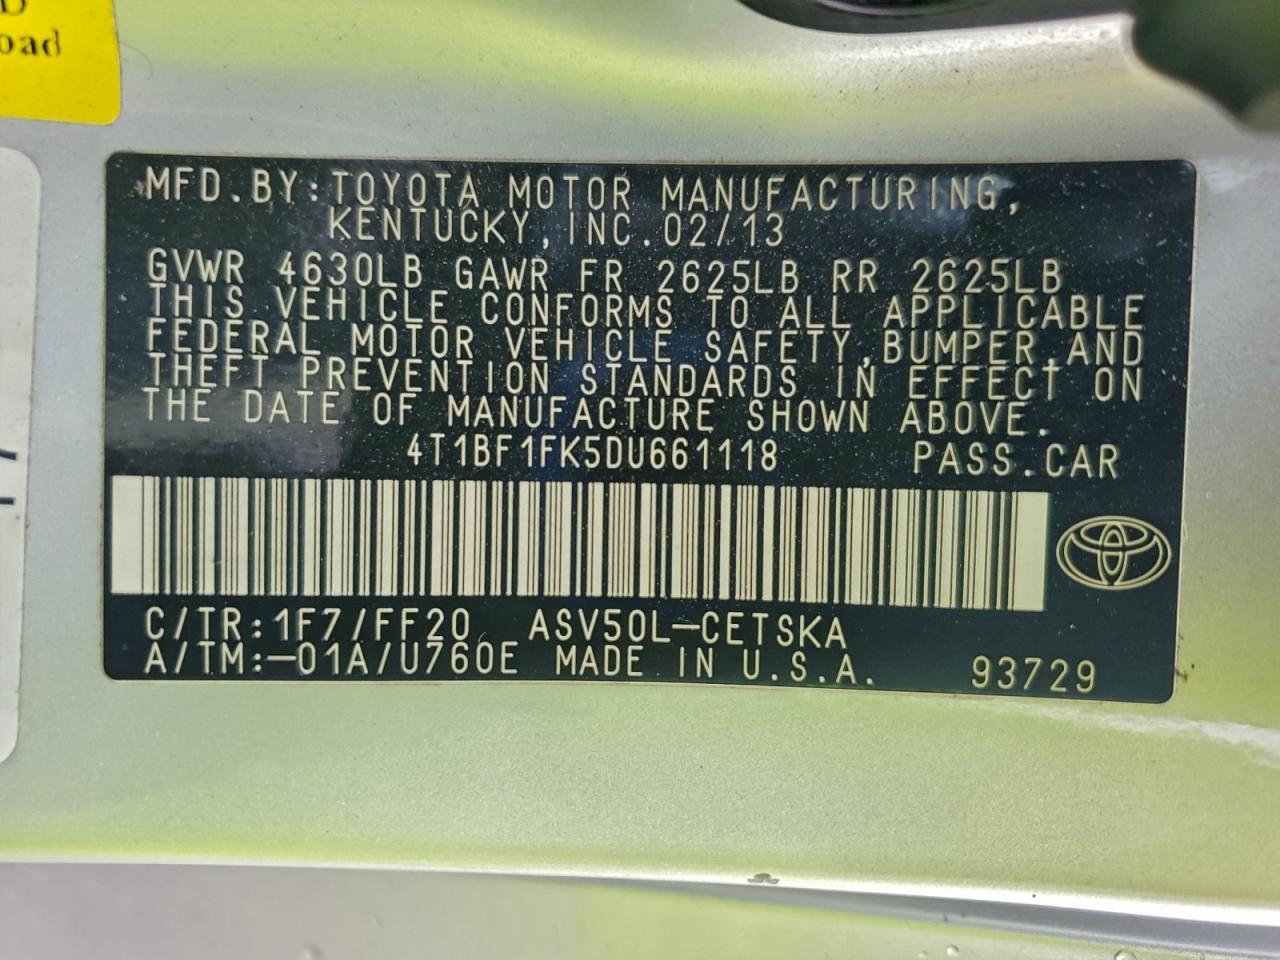 oad
MFD.BY:TOYOTA MOTOR MANUFACTURING,
KENTUCKY,INC.02/13
GVWR 4630LB GAWR FR 2625LB RR 2625LB
THIS VEHICLE CONFORMS TO ALL APPLICABLE
FEDERAL MOTOR VEHICLE SAFETY,BUMPER,AND
THEFT PREVENTION STANDARDS IN EFFECT ON
THE DATE OF MANUFACTURE SHOWN ABOVE.
4T1BF1FK5DU661118 PASS.CAR
C/TR:1F7/FF20 ASV50L-CETSKA
A/TM:-01A/U760E MADE IN U.S.A. 93729